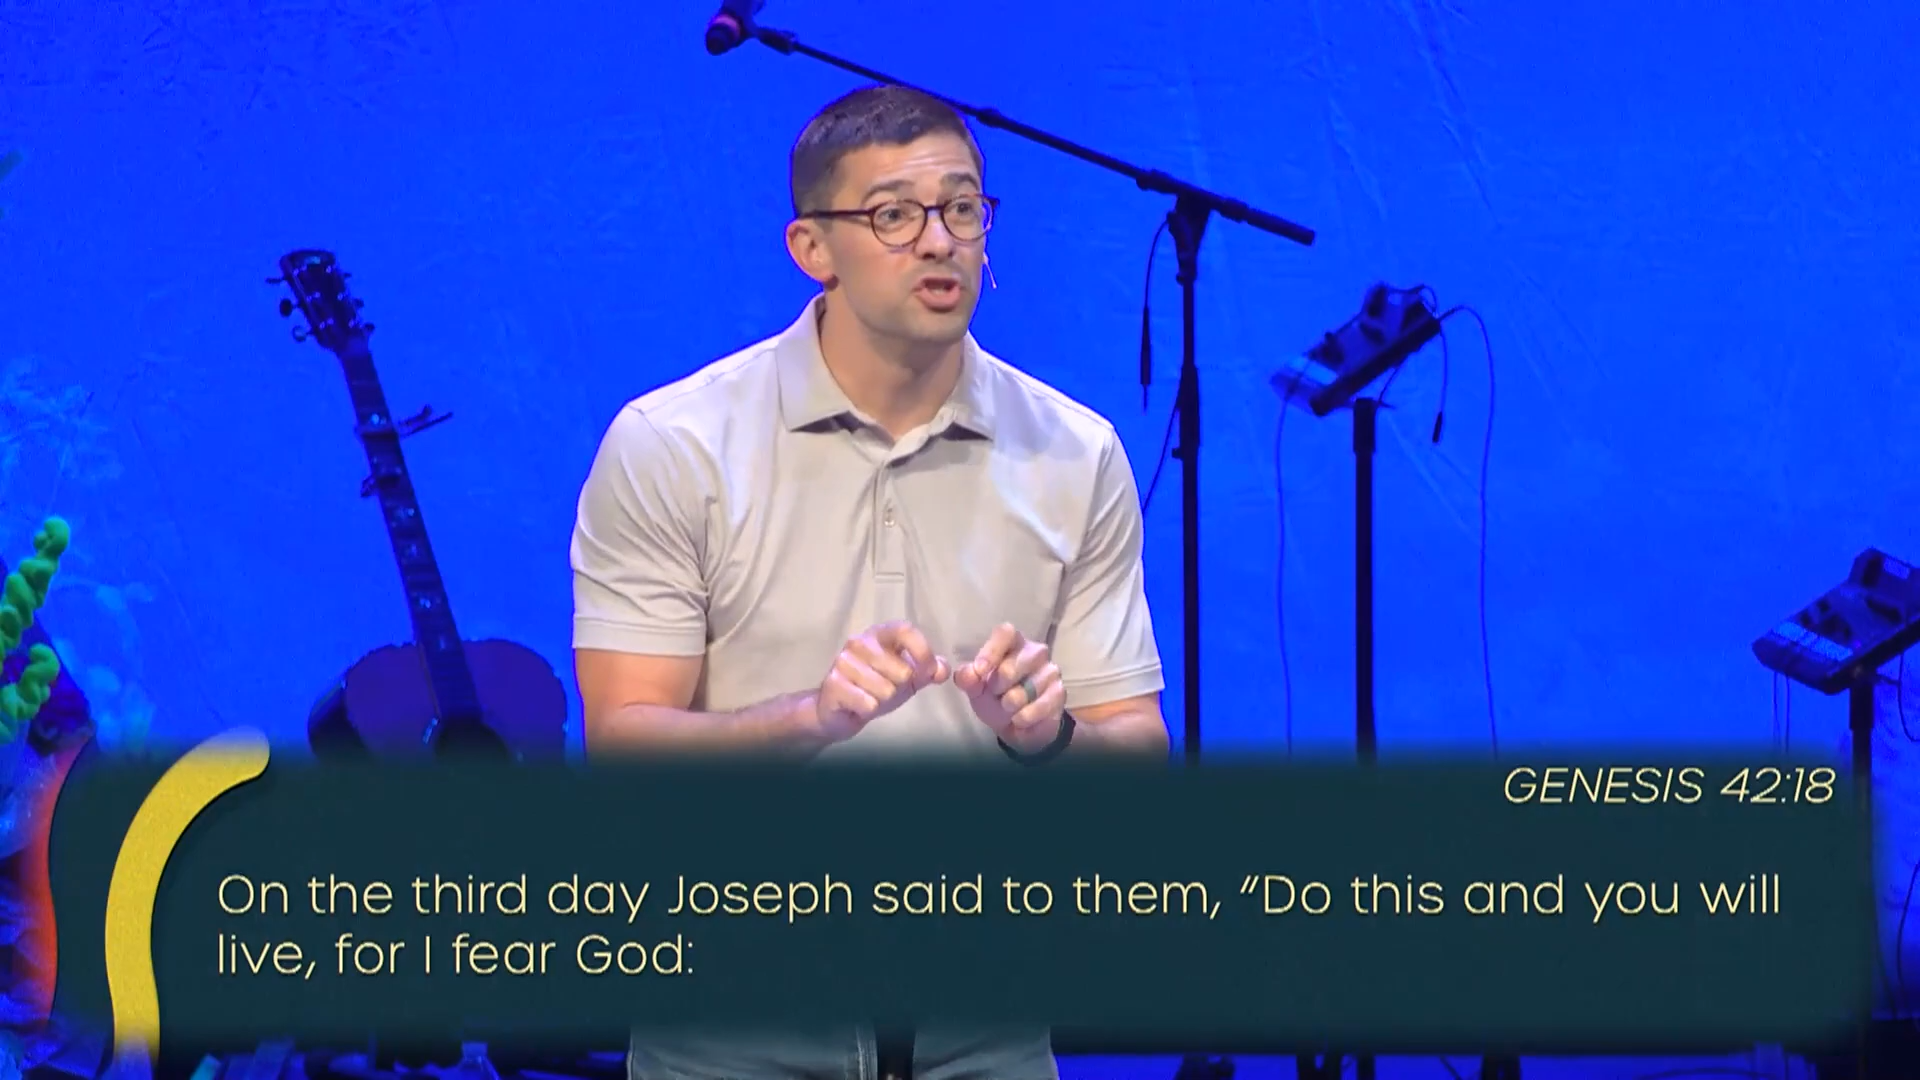 GENESIS 42:18
On the third day Joseph said to them, “Do this and you will
live, for I fear God: